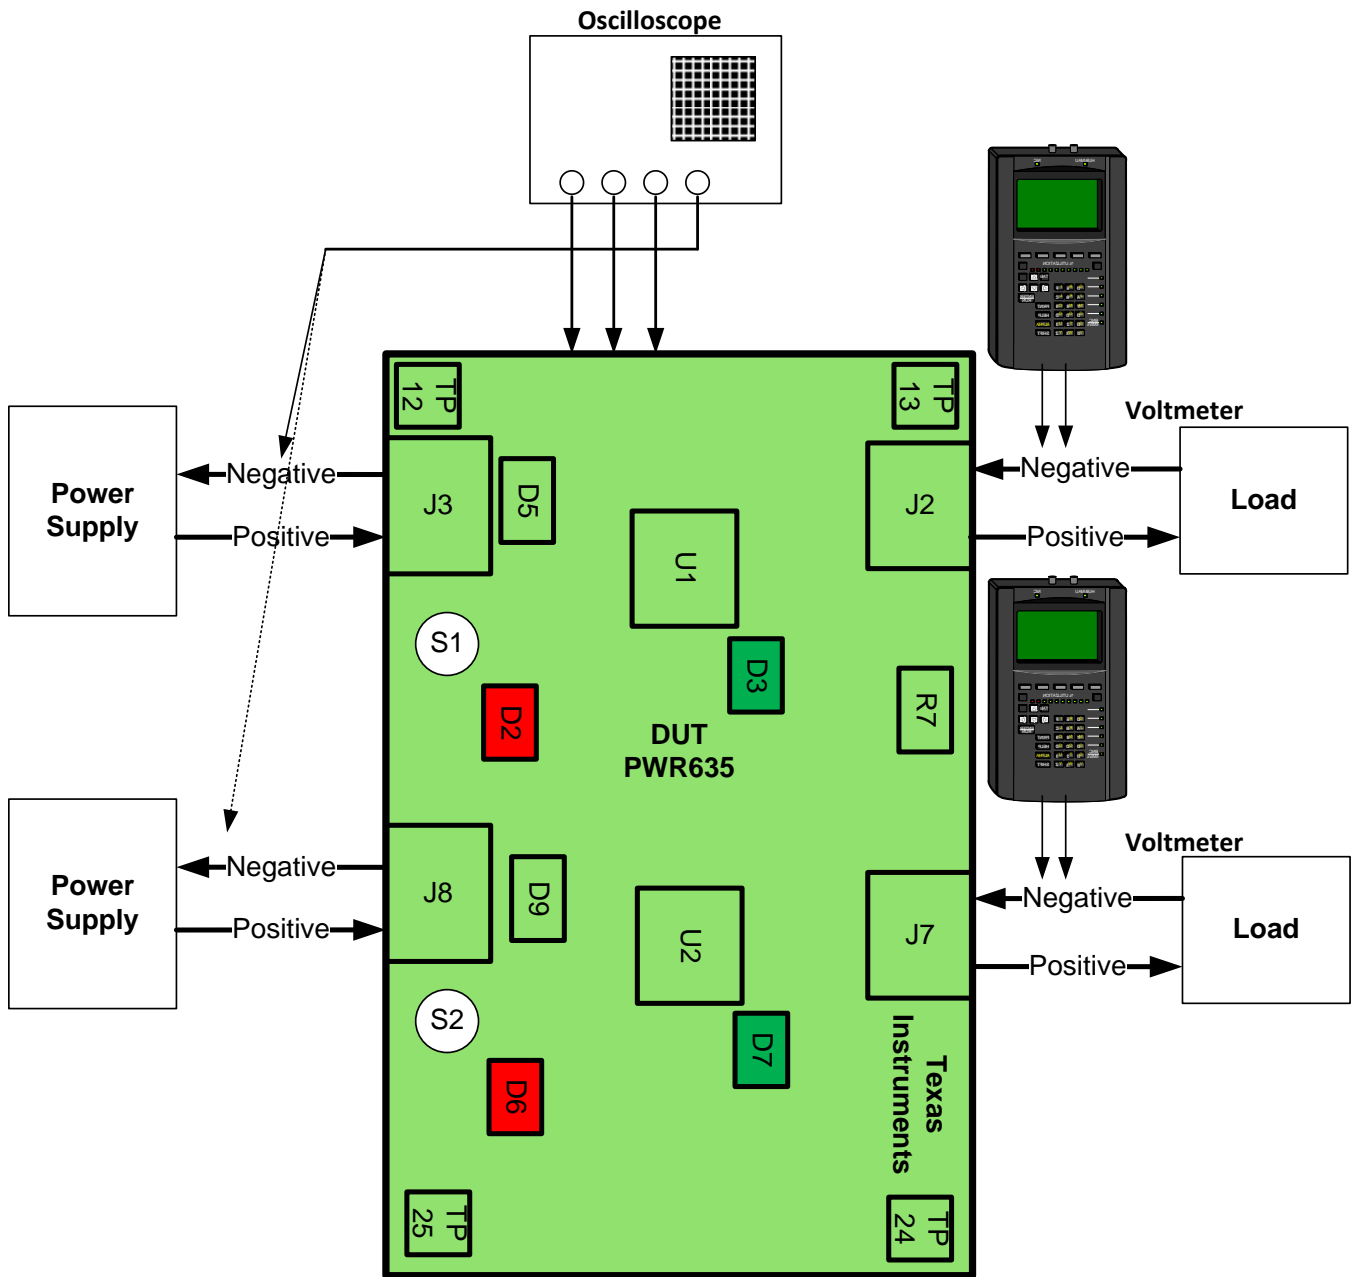 Oscilloscope
TP
12
TP
13
Voltmeter
Power
Supply
Negative
Positive
J3
D5
U1
J2
Negative
Positive
Load
S1
D2
D3
R7
DUT
PWR635
Voltmeter
Power
Supply
Negative
Positive
J8
D9
U2
J7
Negative
Positive
Load
S2
D6
D7
Texas
Instruments
TP
25
TP
24